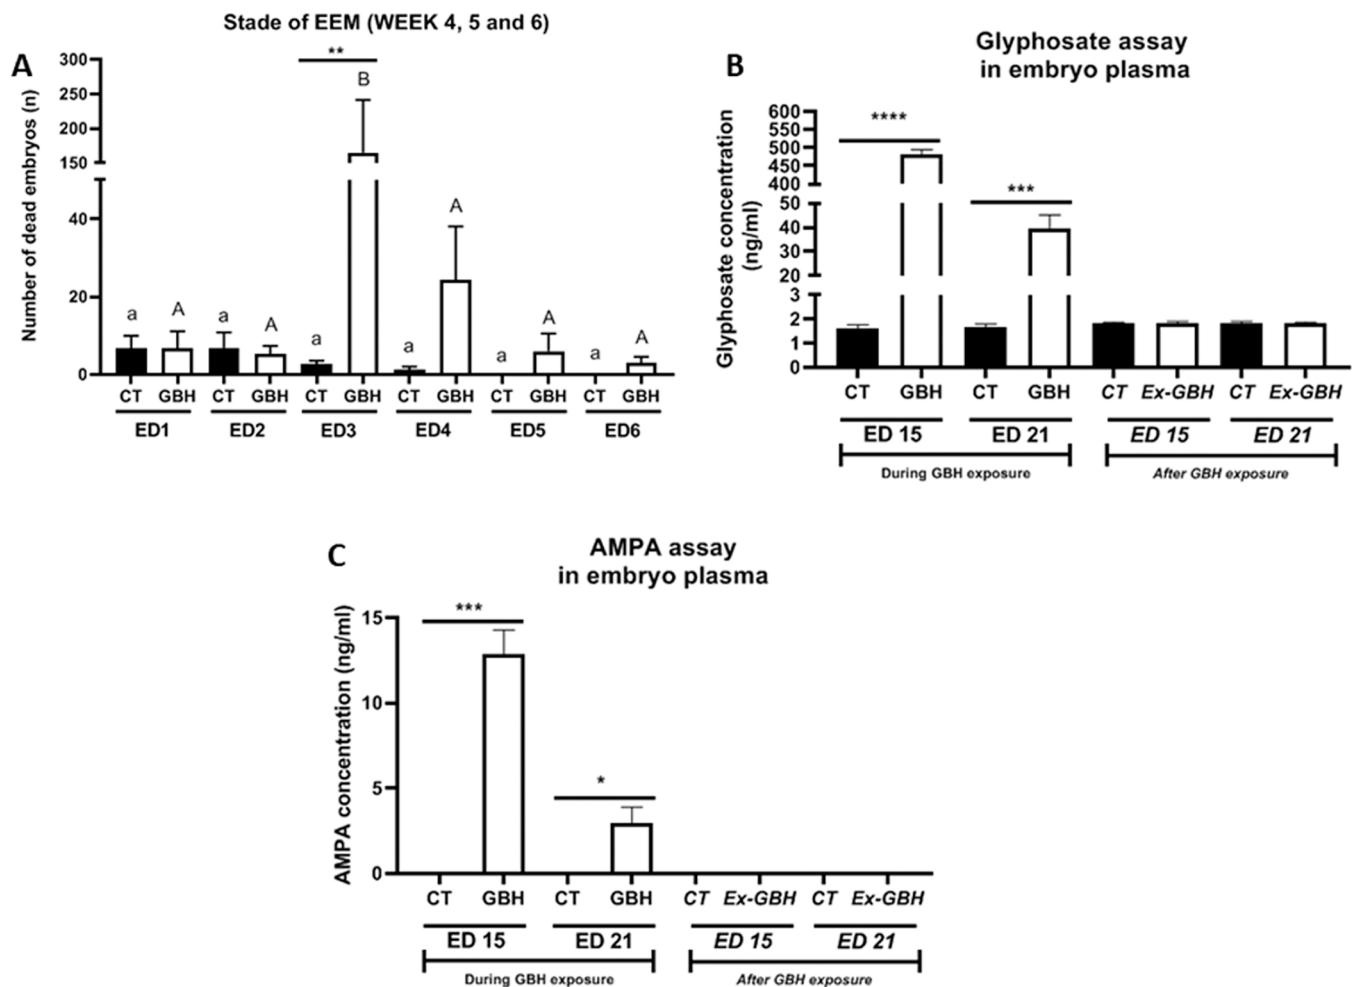 Stade of EEM (WEEK 4, 5 and 6)
A
Number of dead embryos (n)
300
250
200
150
40
20
0
**
a
A
a
A
a
B
a
A
a
A
a
A
CT GBH CT GBH CT GBH CT GBH CT GBH CT GBH
ED1 ED2 ED3 ED4 ED5 ED6
B
Glyphosate assay
in embryo plasma
Glyphosate concentration
(ng/ml)
600
550
500
450
400
50
40
30
20
3
2
1
0
****
***
CT GBH CT GBH CT Ex-GBH CT Ex-GBH
ED 15 ED 21 ED 15 ED 21
During GBH exposure After GBH exposure
C
AMPA assay
in embryo plasma
AMPA concentration (ng/ml)
15
10
5
0
***
*
CT GBH CT GBH CT Ex-GBH CT Ex-GBH
ED 15 ED 21 ED 15 ED 21
During GBH exposure After GBH exposure